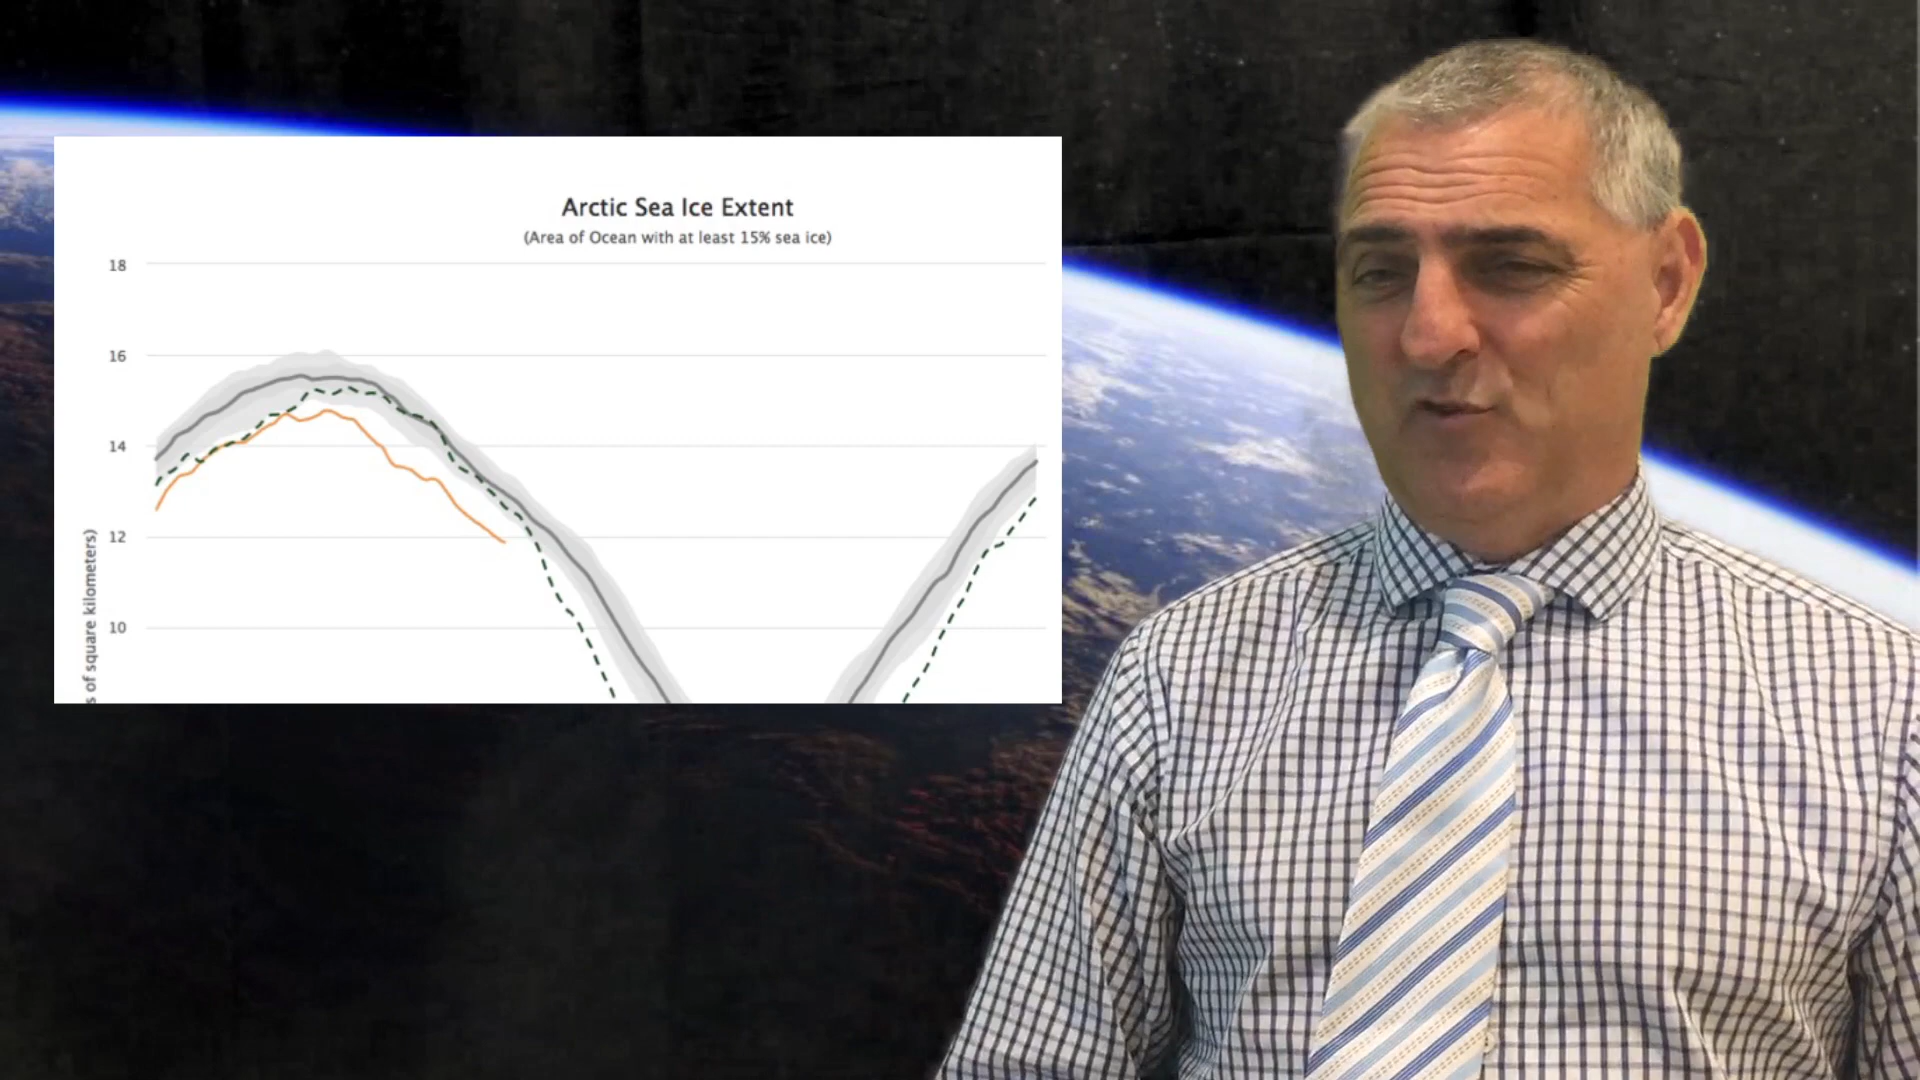 Arctic Sea Ice Extent
(Area of Ocean with at least 15% sea ice)
18
16
14
12
10
of square kilometers)